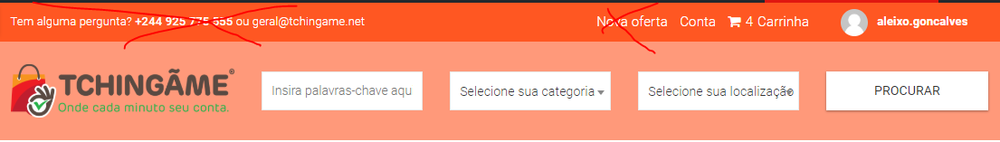 Tem alguma pergunta? +244 925 775 555 ou geral@tchingame.net Nova oferta Conta 4 Carrinha aleixo.goncalves
TCHINGÃME® Insira palavras-chave aqu Selecione sua categoria Selecione sua localização PROCURAR
Onde cada minuto seu conta.